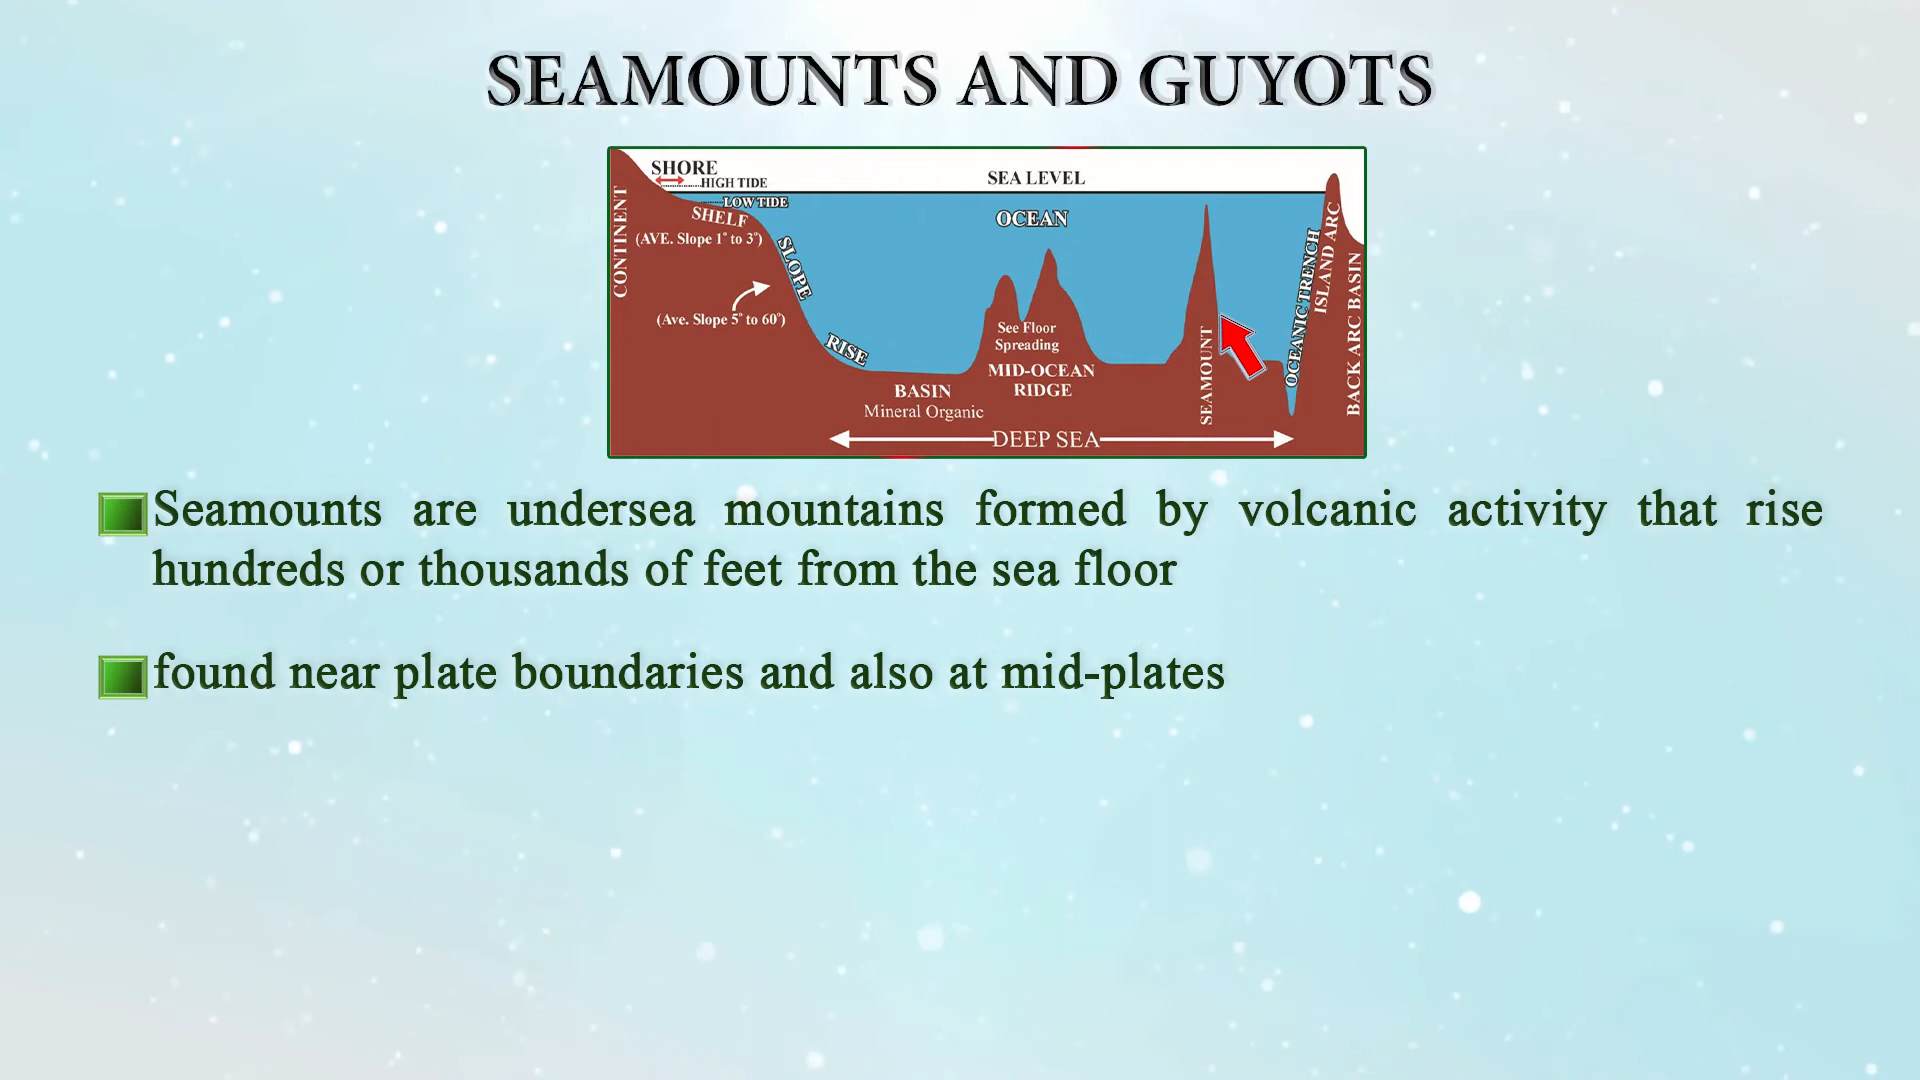 SEAMOUNTS AND GUYOTS
SHORE
HIGH TIDE
LOW TIDE
SHELF
(AVE. Slope 1° to 3°)
CONTINENT
SLOPE
(Ave. Slope 5° to 60°)
RISE
SEA LEVEL
OCEAN
See Floor
Spreading
MID-OCEAN
RIDGE
BASIN
Mineral Organic
SEAMOUNT
OCEANIC TRENCH
ISLAND ARC
BACK ARC BASIN
DEEP SEA
Seamounts are undersea mountains formed by volcanic activity that rise
hundreds or thousands of feet from the sea floor
found near plate boundaries and also at mid-plates